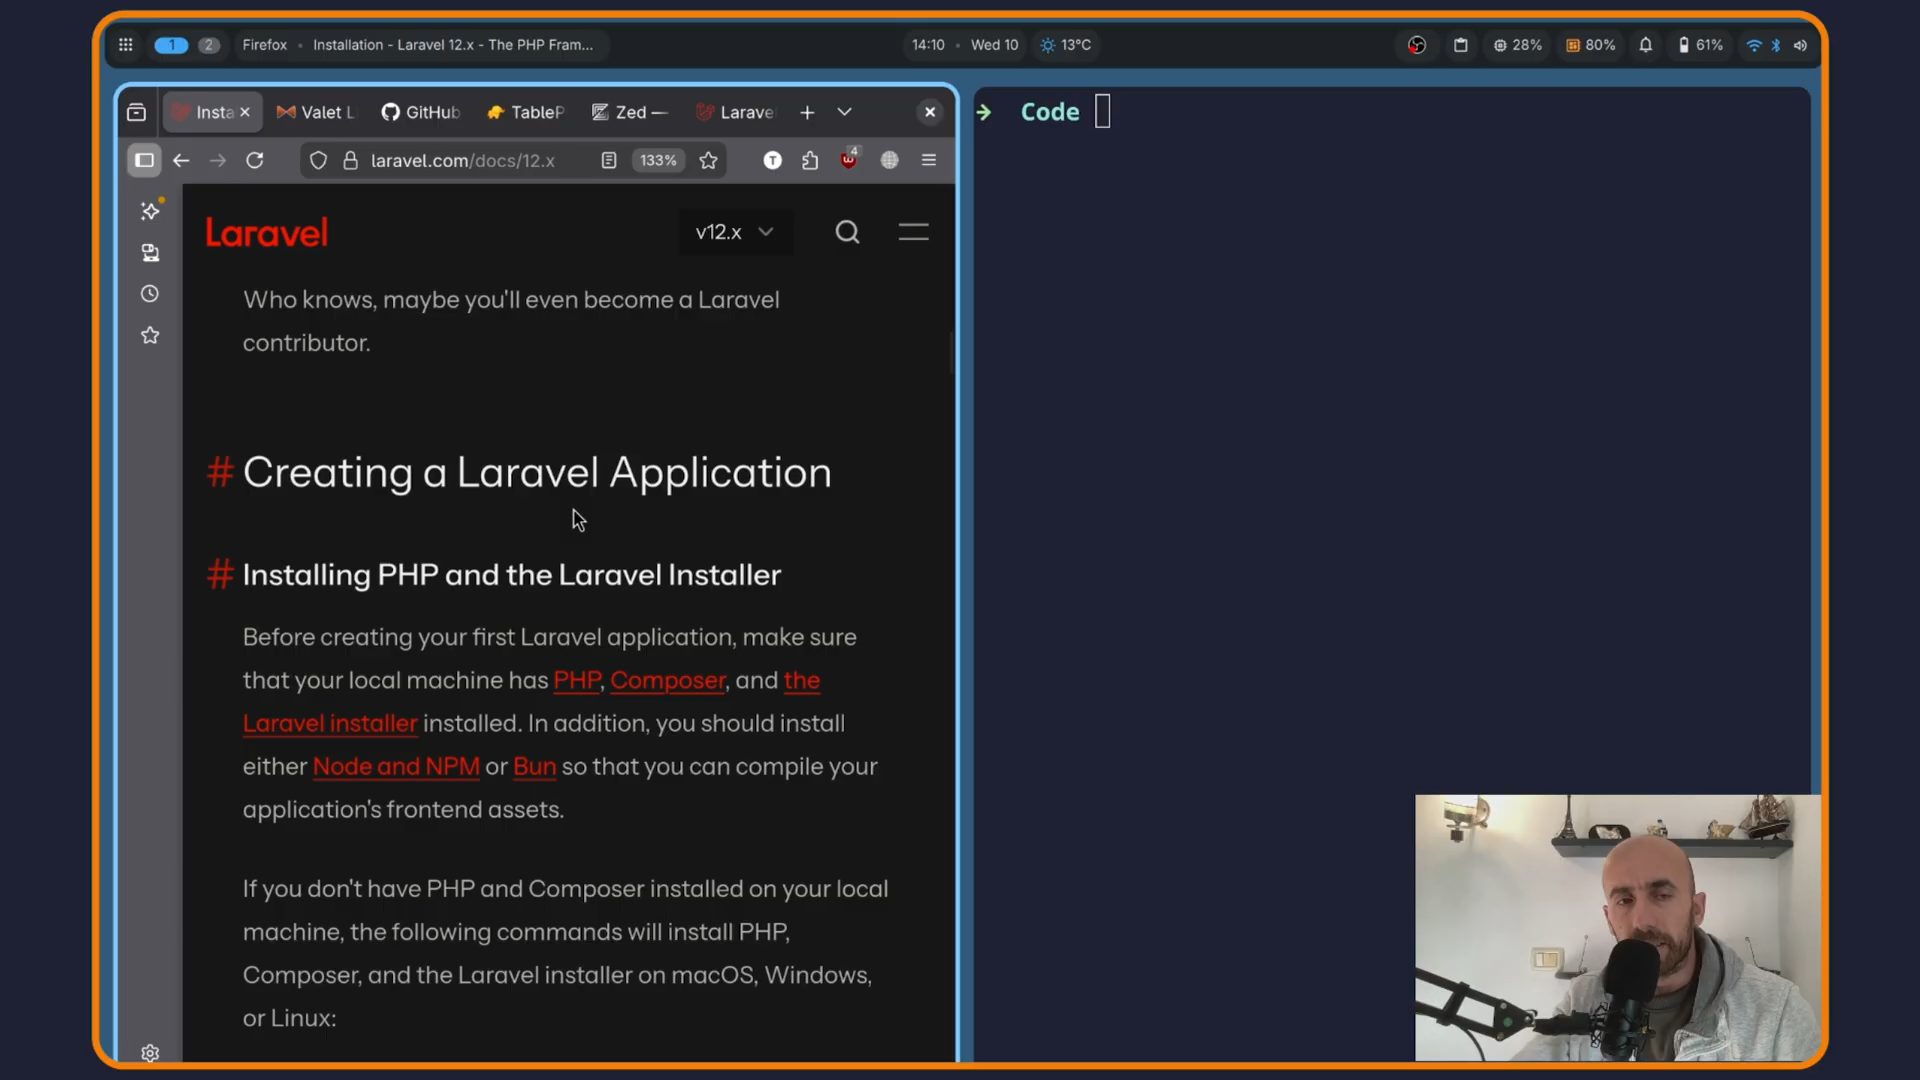 1 2 Firefox • Installation - Laravel 12.x - The PHP Fram...
14:10 • Wed 10 13°C
28% 80% 61%
Insta
Valet L
GitHub
TableP
Zed —
Larave
laravel.com/docs/12.x
133%
T
4
Laravel
v12.x
Who knows, maybe you'll even become a Laravel
contributor.
# Creating a Laravel Application
# Installing PHP and the Laravel Installer
Before creating your first Laravel application, make sure
that your local machine has PHP, Composer, and the
Laravel installer installed. In addition, you should install
either Node and NPM or Bun so that you can compile your
application's frontend assets.
If you don't have PHP and Composer installed on your local
machine, the following commands will install PHP,
Composer, and the Laravel installer on macOS, Windows,
or Linux:
Code